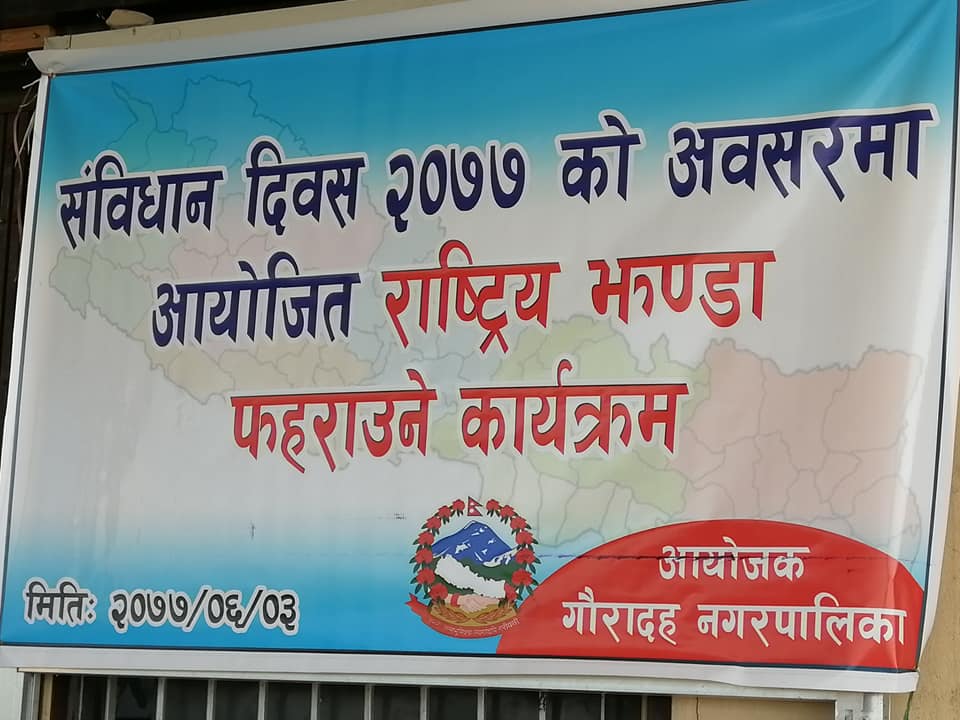 संविधान दिवस २०७७ को अवसरमा
आयोजित राष्ट्रिय झण्डा
फहराउने कार्यक्रम
मितिः २०७७/०६/०३
आयोजक
गौरादह नगरपालिका